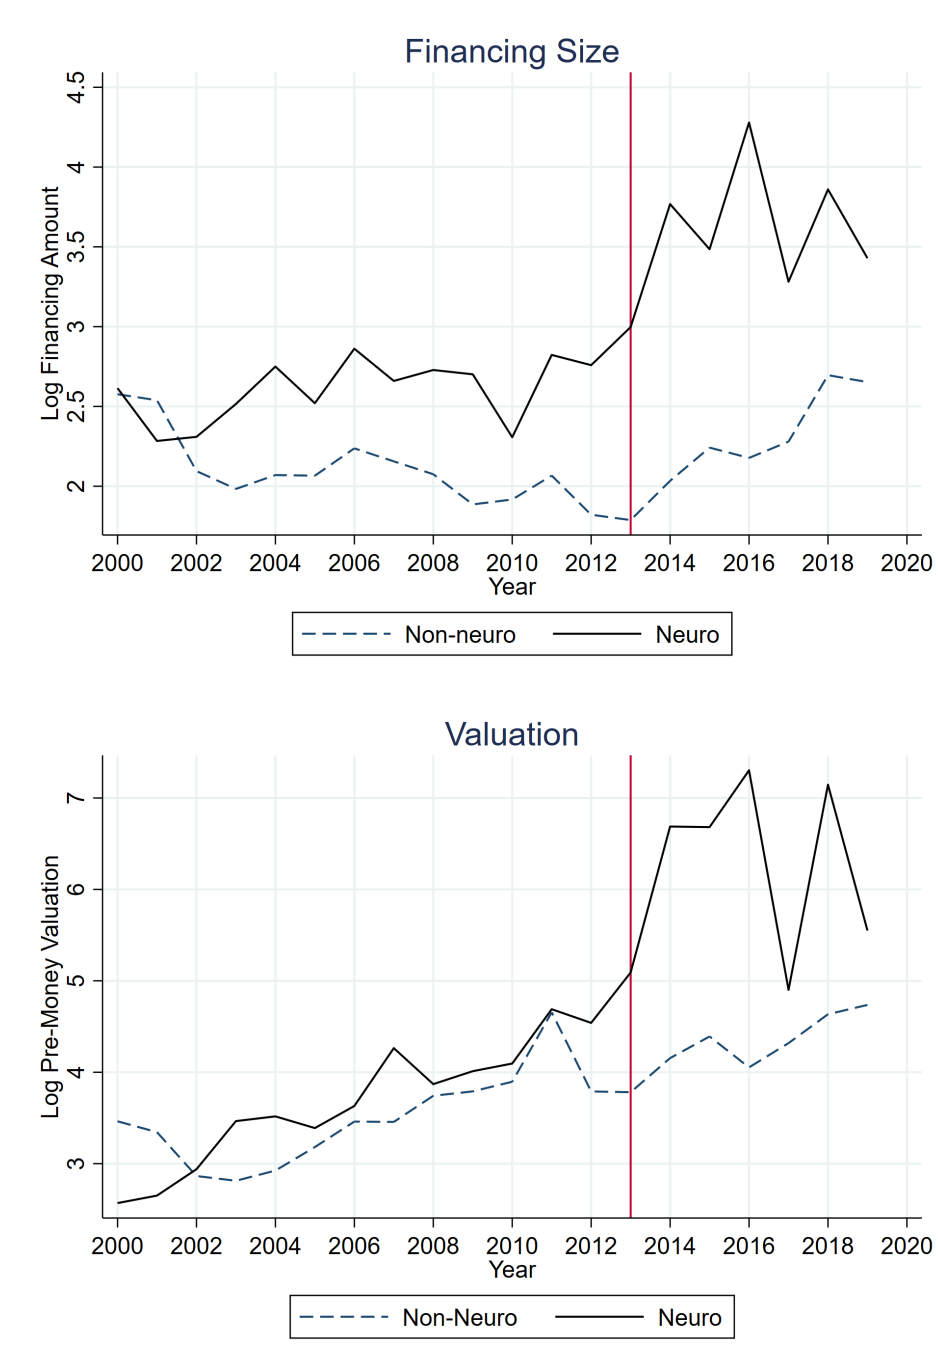 Financing Size
Log Financing Amount
4.5
4
3.5
3
2.5
2
2000 2002 2004 2006 2008 2010 2012 2014 2016 2018 2020
Year
Non-neuro Neuro
Valuation
Log Pre-Money Valuation
7
6
5
4
3
2000 2002 2004 2006 2008 2010 2012 2014 2016 2018 2020
Year
Non-Neuro Neuro